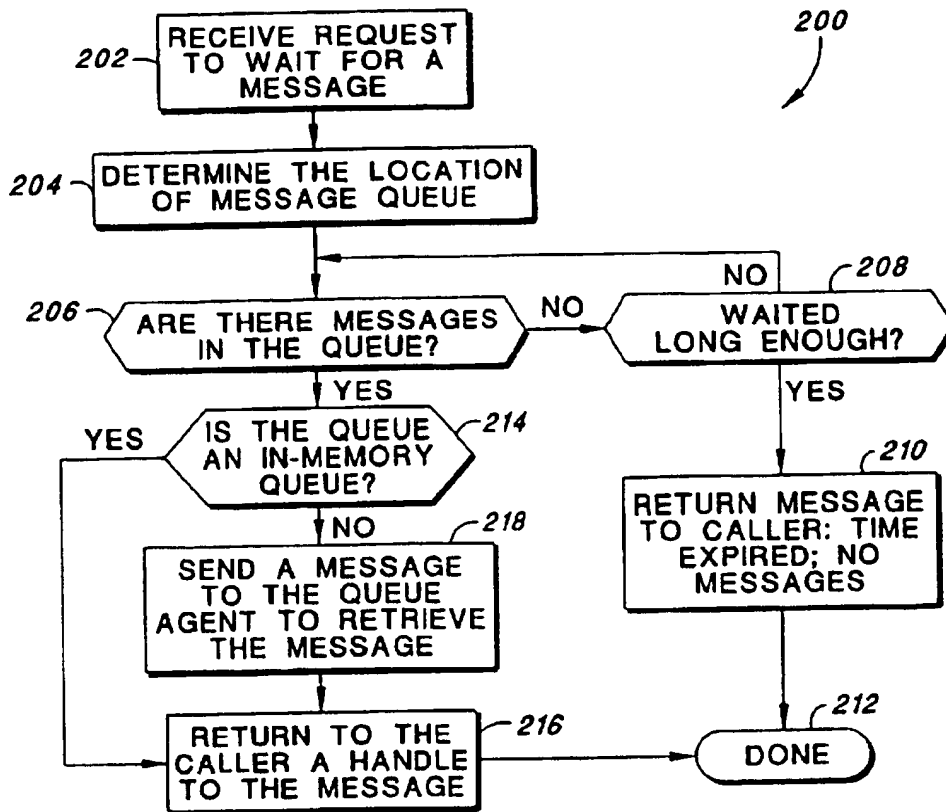 200
202
RECEIVE REQUEST
TO WAIT FOR A
MESSAGE
204
DETERMINE THE LOCATION
OF MESSAGE QUEUE
206
ARE THERE MESSAGES
IN THE QUEUE?
NO
NO
208
WAITED
LONG ENOUGH?
YES
YES
YES
214
IS THE QUEUE
AN IN-MEMORY
QUEUE?
210
RETURN MESSAGE
TO CALLER: TIME
EXPIRED; NO
MESSAGES
NO
218
SEND A MESSAGE
TO THE QUEUE
AGENT TO RETRIEVE
THE MESSAGE
216
RETURN TO THE
CALLER A HANDLE
TO THE MESSAGE
212
DONE